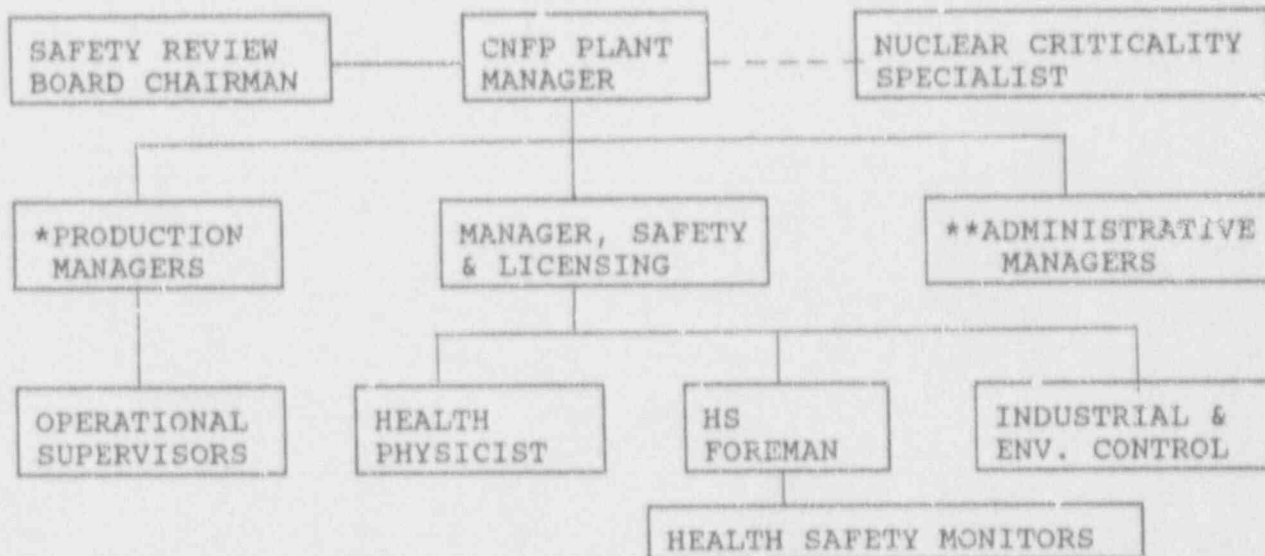 SAFETY REVIEW
BOARD CHAIRMAN
CNFP PLANT
MANAGER
NUCLEAR CRITICALITY
SPECIALIST
*PRODUCTION
MANAGERS
MANAGER, SAFETY
& LICENSING
**ADMINISTRATIVE
MANAGERS
OPERATIONAL
SUPERVISORS
HEALTH
PHYSICIST
HS
FOREMAN
INDUSTRIAL &
ENV. CONTROL
HEALTH SAFETY MONITORS